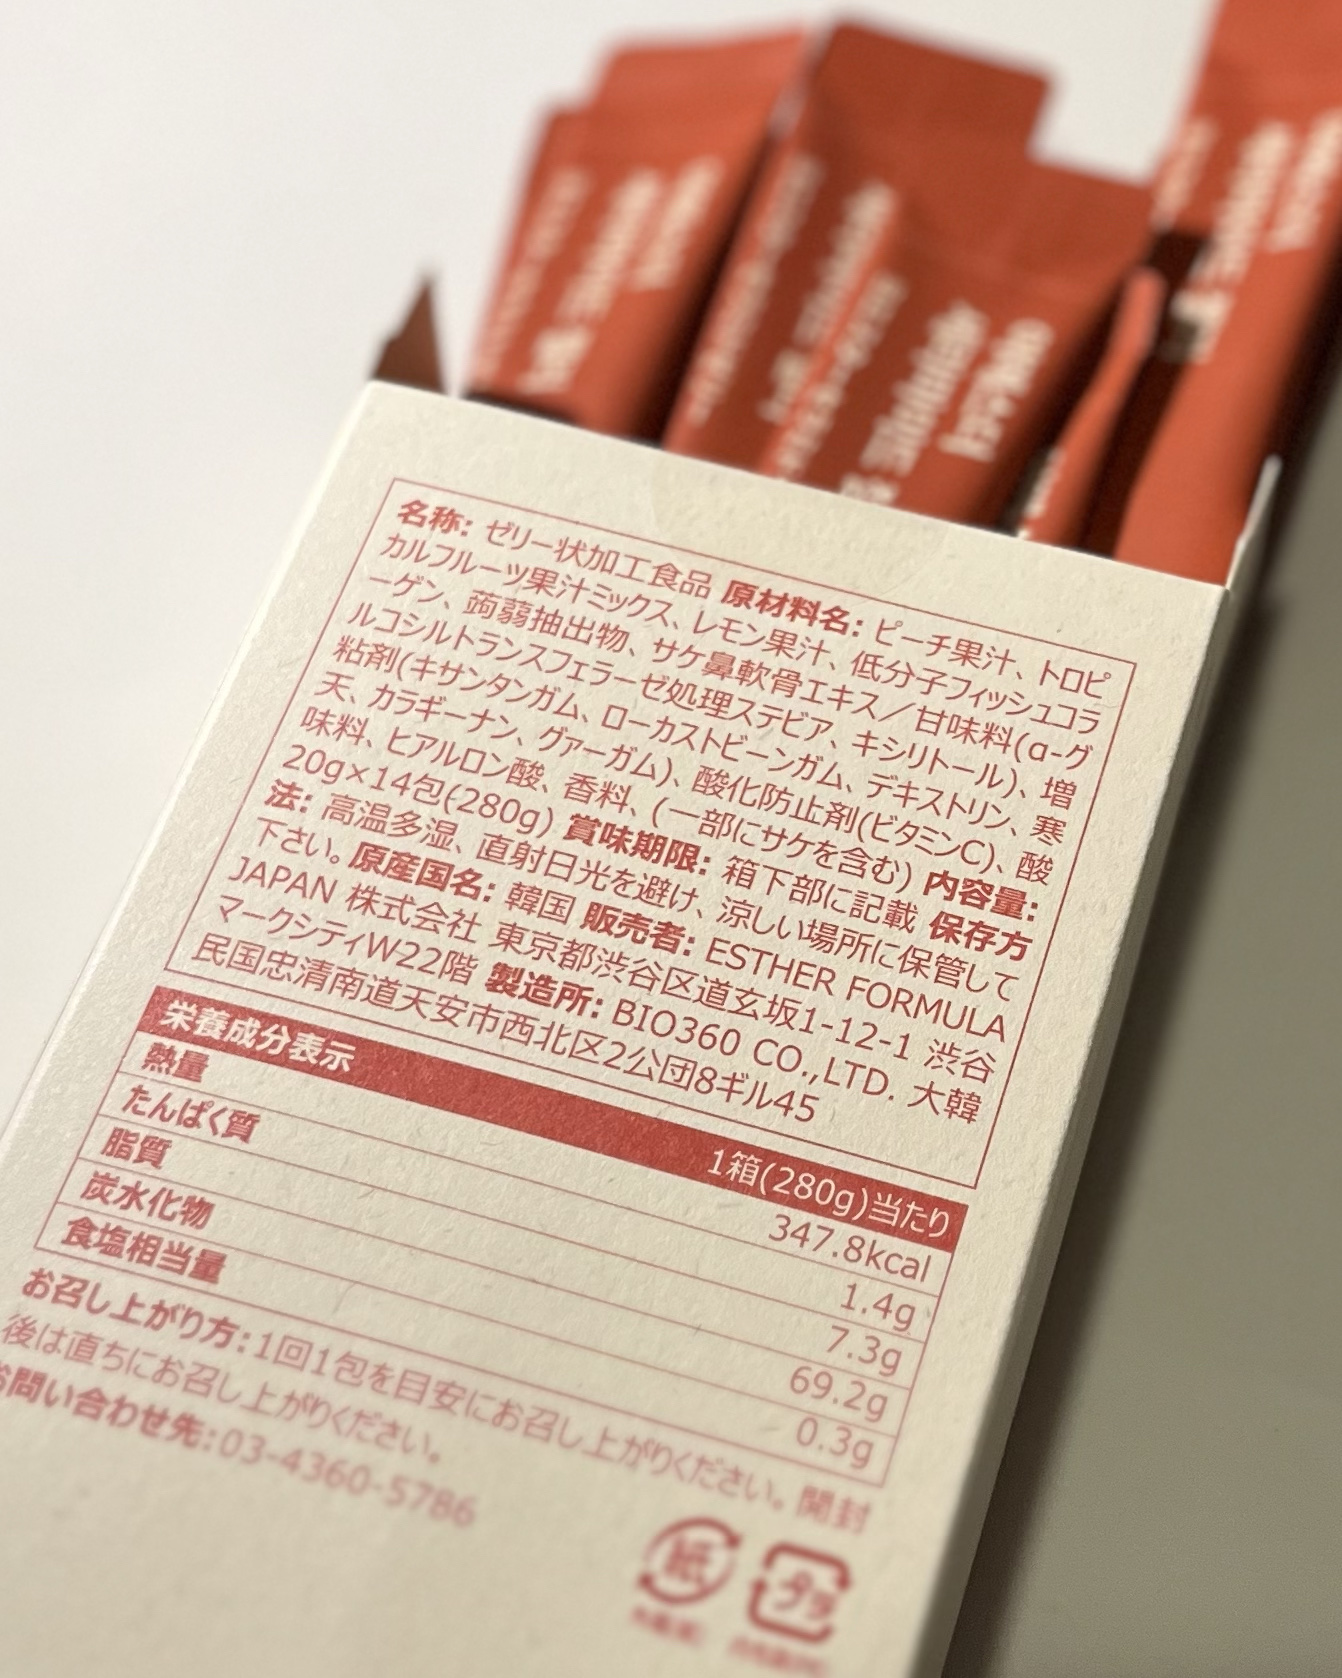 名称: ゼリー状加工食品 原材料名: ピーチ果汁、トロピ
カルフルーツ果汁ミックス、レモン果汁、低分子フィッシュコラ
ーゲン、蒟蒻抽出物、サケ鼻軟骨エキス／甘味料(α-グ
ルコシルトランスフェラーゼ処理ステビア、キシリトール)、増
粘剤(キサンタンガム、ローカストビーンガム、デキストリン、寒
天、カラギーナン、グァーガム)、酸化防止剤(ビタミンC)、酸
味料、ヒアルロン酸、香料、(一部にサケを含む) 内容量:
20g×14包(280g) 賞味期限: 箱下部に記載 保存方
法: 高温多湿、直射日光を避け、涼しい場所に保管して
下さい。原産国名: 韓国 販売者: ESTHER FORMULA
JAPAN 株式会社 東京都渋谷区道玄坂1-12-1 渋谷
マークシティW22階 製造所: BIO360 CO.,LTD. 大韓
民国忠清南道天安市西北区2公団8ギル45
栄養成分表示 1箱(280g)当たり
熱量 347.8kcal
たんぱく質 1.4g
脂質 7.3g
炭水化物 69.2g
食塩相当量 0.3g
お召し上がり方:1回1包を目安にお召し上がりください。開封
後は直ちにお召し上がりください。
お問い合わせ先:03-4360-5786
紙 プラ